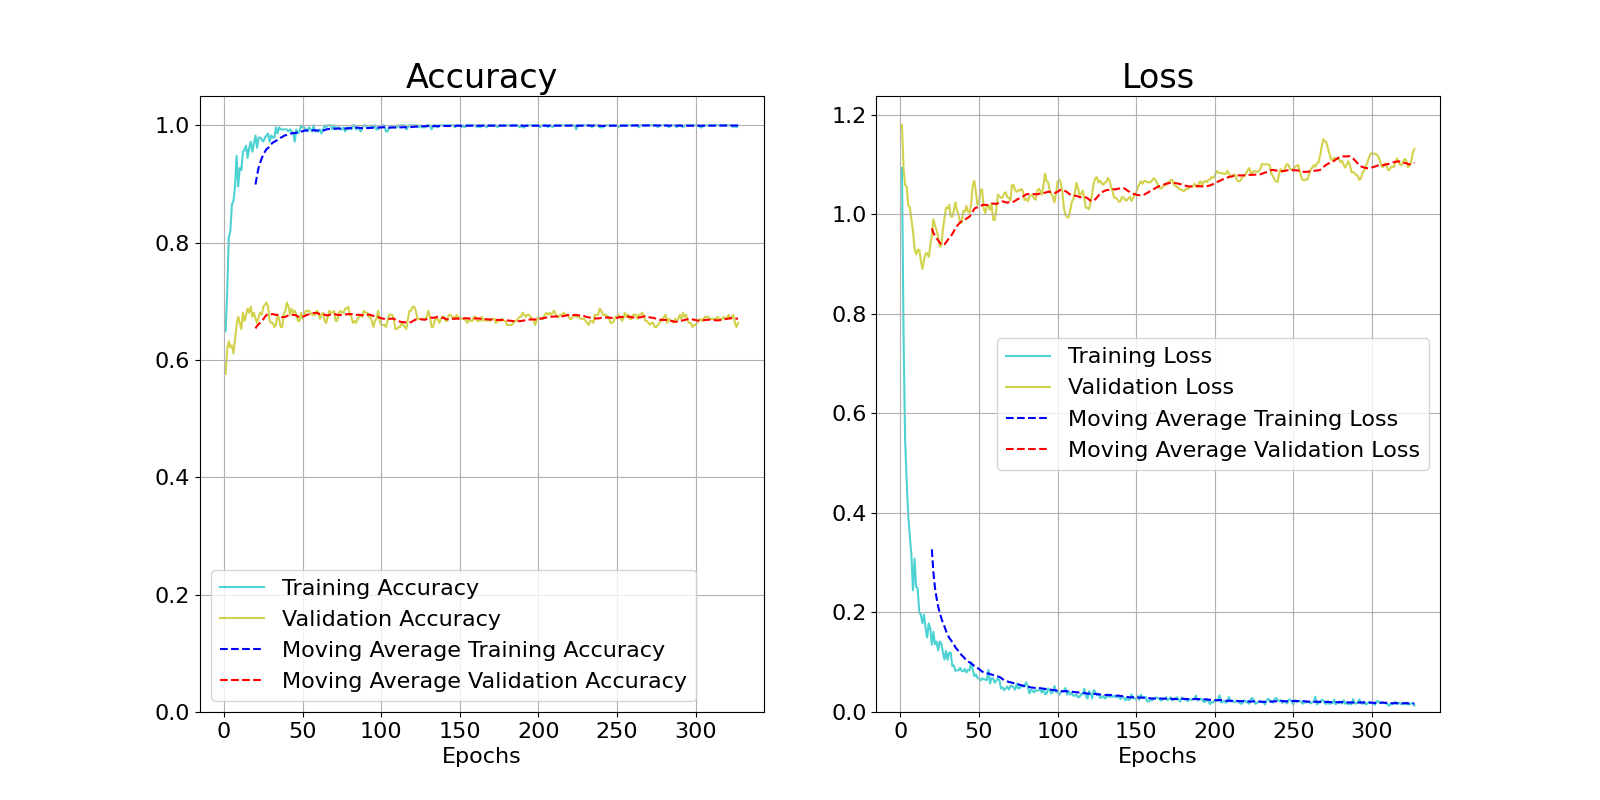 Accuracy
1.0
0.8
0.6
0.4
0.2
0.0
Training Accuracy
Validation Accuracy
Moving Average Training Accuracy
Moving Average Validation Accuracy
0 50 100 150 200 250 300
Epochs
Loss
1.2
1.0
0.8
0.6
0.4
0.2
0.0
Training Loss
Validation Loss
Moving Average Training Loss
Moving Average Validation Loss
0 50 100 150 200 250 300
Epochs